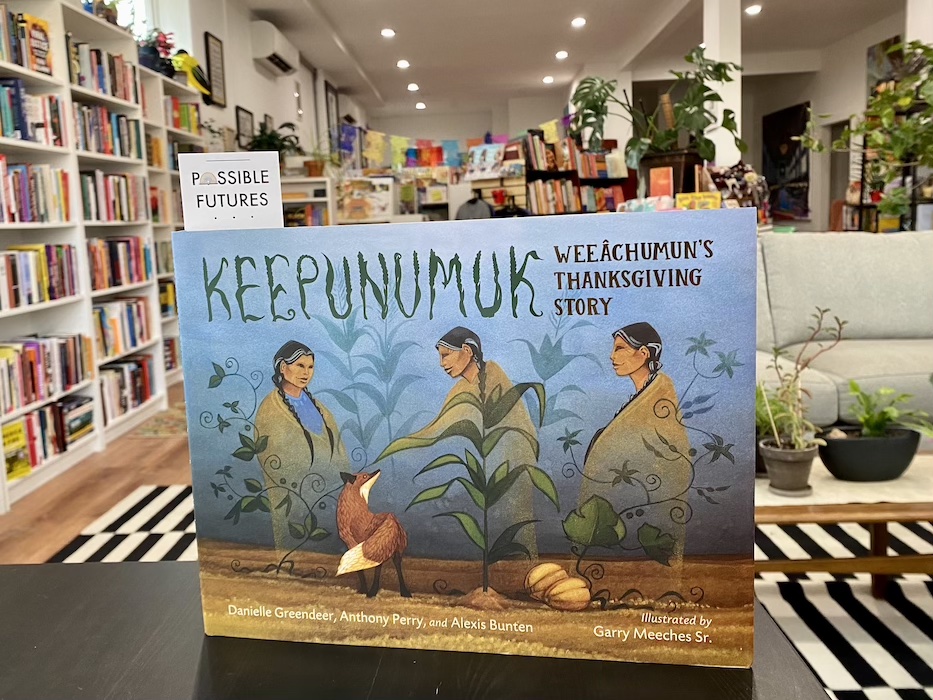 POSSIBLE
FUTURES
KEEPUNUMUK
WEEÂCHUMUN'S
THANKSGIVING
STORY
Danielle Greendeer, Anthony Perry, and Alexis Bunten
Illustrated by
Garry Meeches Sr.